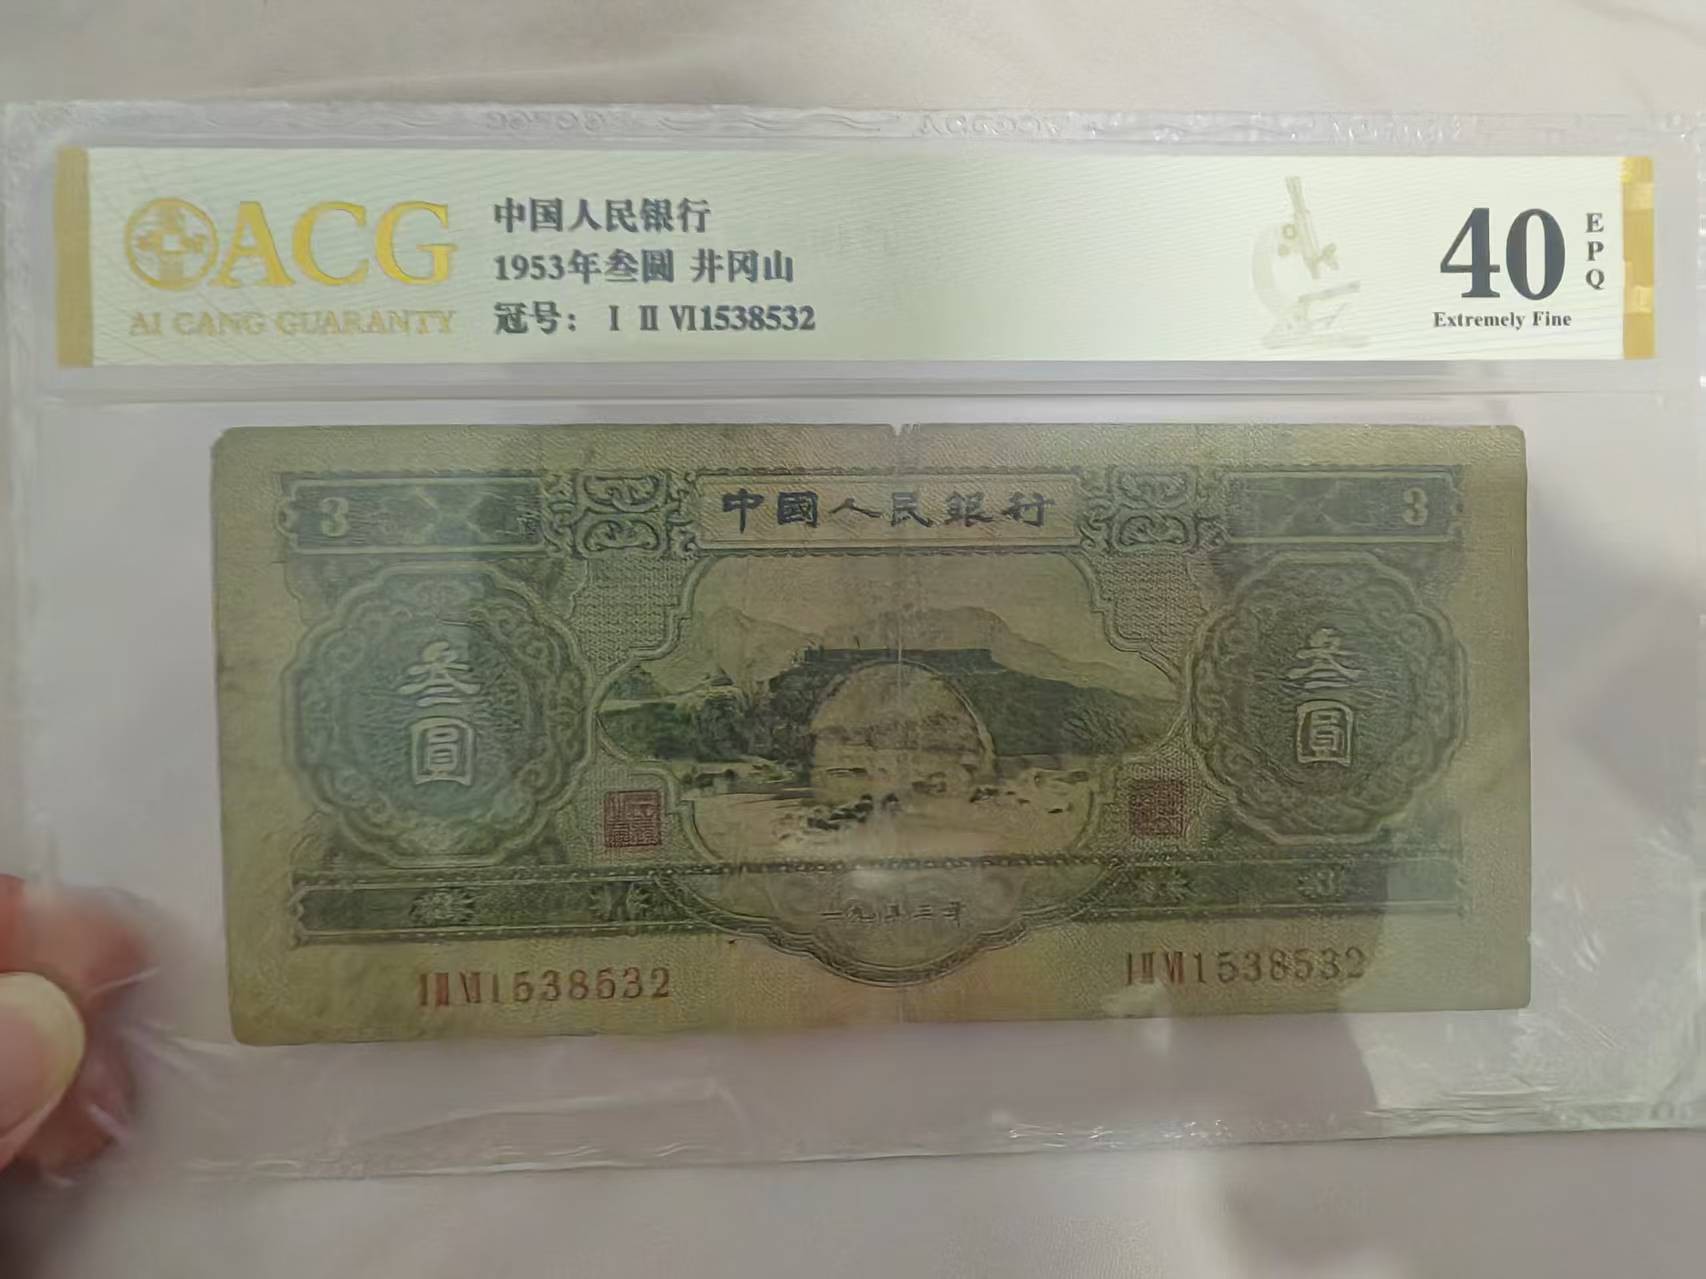 ACG
AI CANG GUARANTY
中国人民银行
1953年叁圆 井冈山
冠号: Ⅰ Ⅱ Ⅵ1538532
40
EPQ
Extremely Fine
3
中國人民銀行
3
叁圓
叁圓
一九五三年
ⅠⅡⅥ1538532
ⅠⅡⅥ1538532